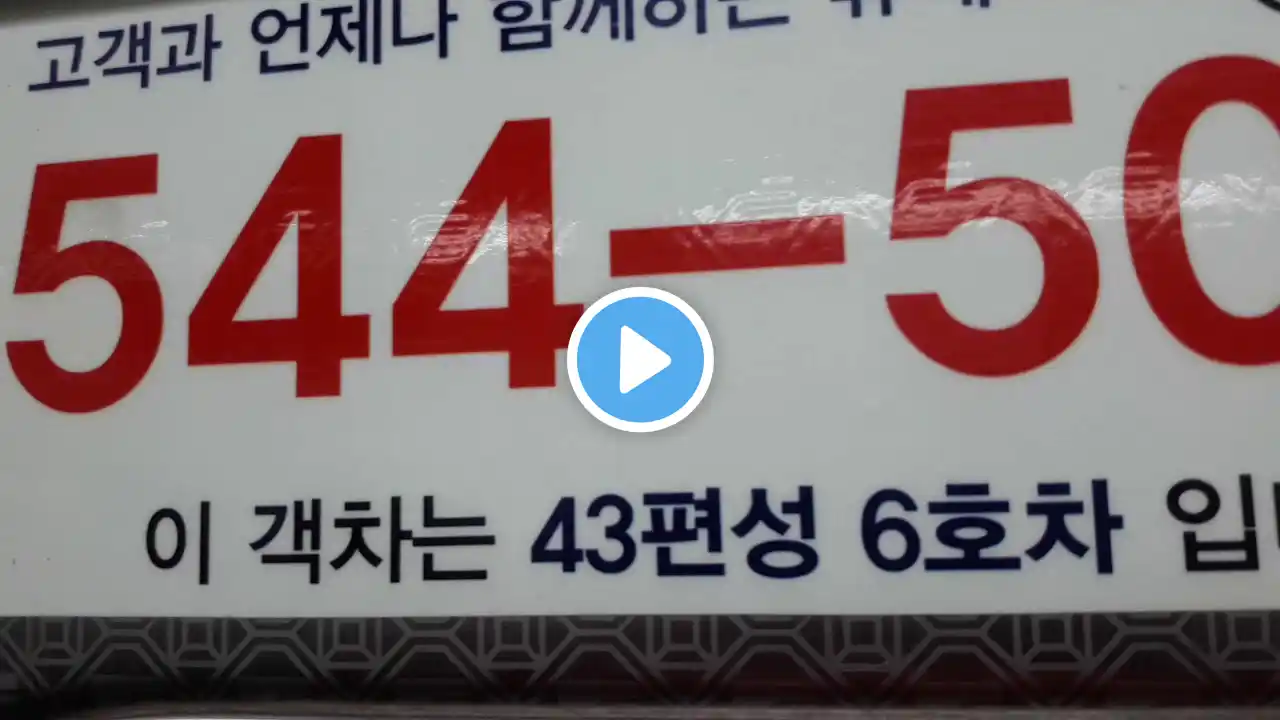 고객과 언제나 함께하는
544-50
이 객차는 43편성 6호차 입